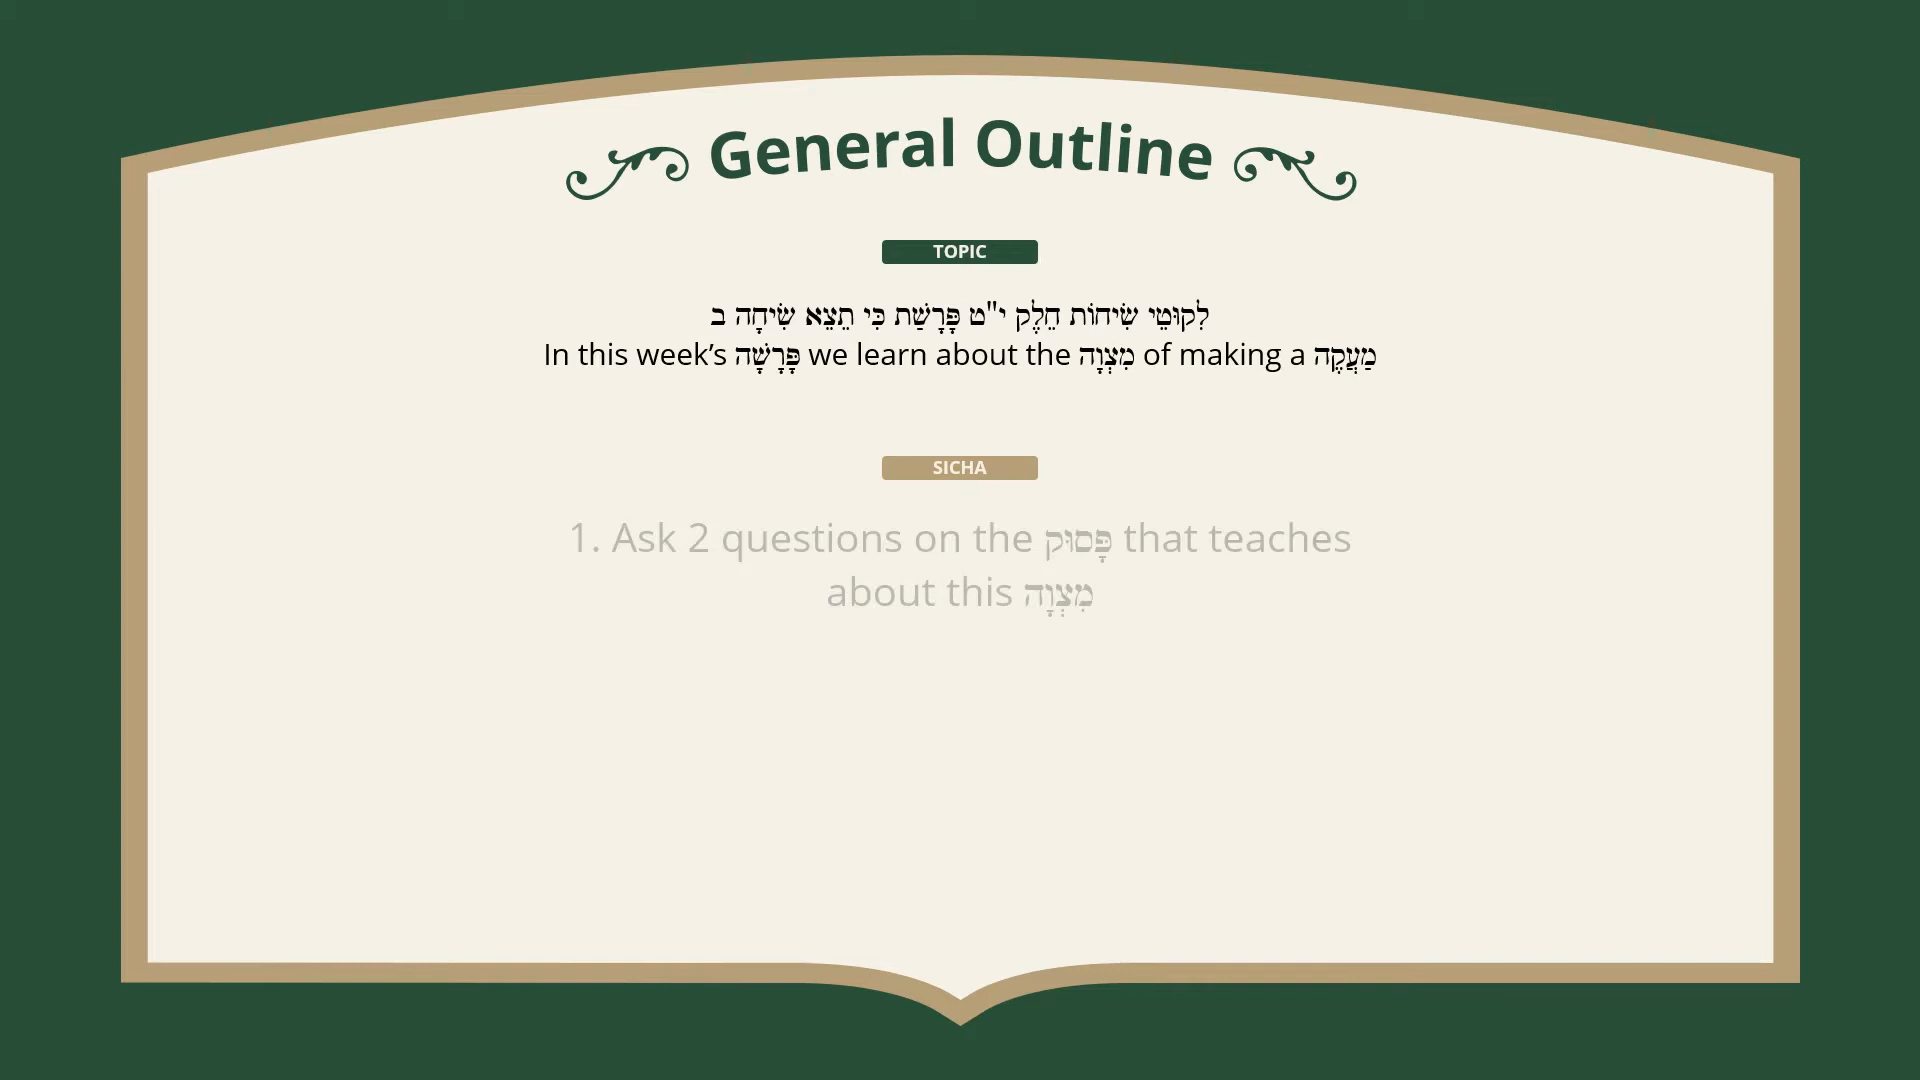 General Outline
TOPIC
לִקּוּטֵי שִׂיחוֹת חֵלֶק י"ט פָּרָשַׁת כִּי תֵצֵא שִׂיחָה ב
In this week’s פָּרָשָׁה we learn about the מִצְוָה of making a מַעֲקֶה
SICHA
1. Ask 2 questions on the פָּסוּק that teaches
about this מִצְוָה